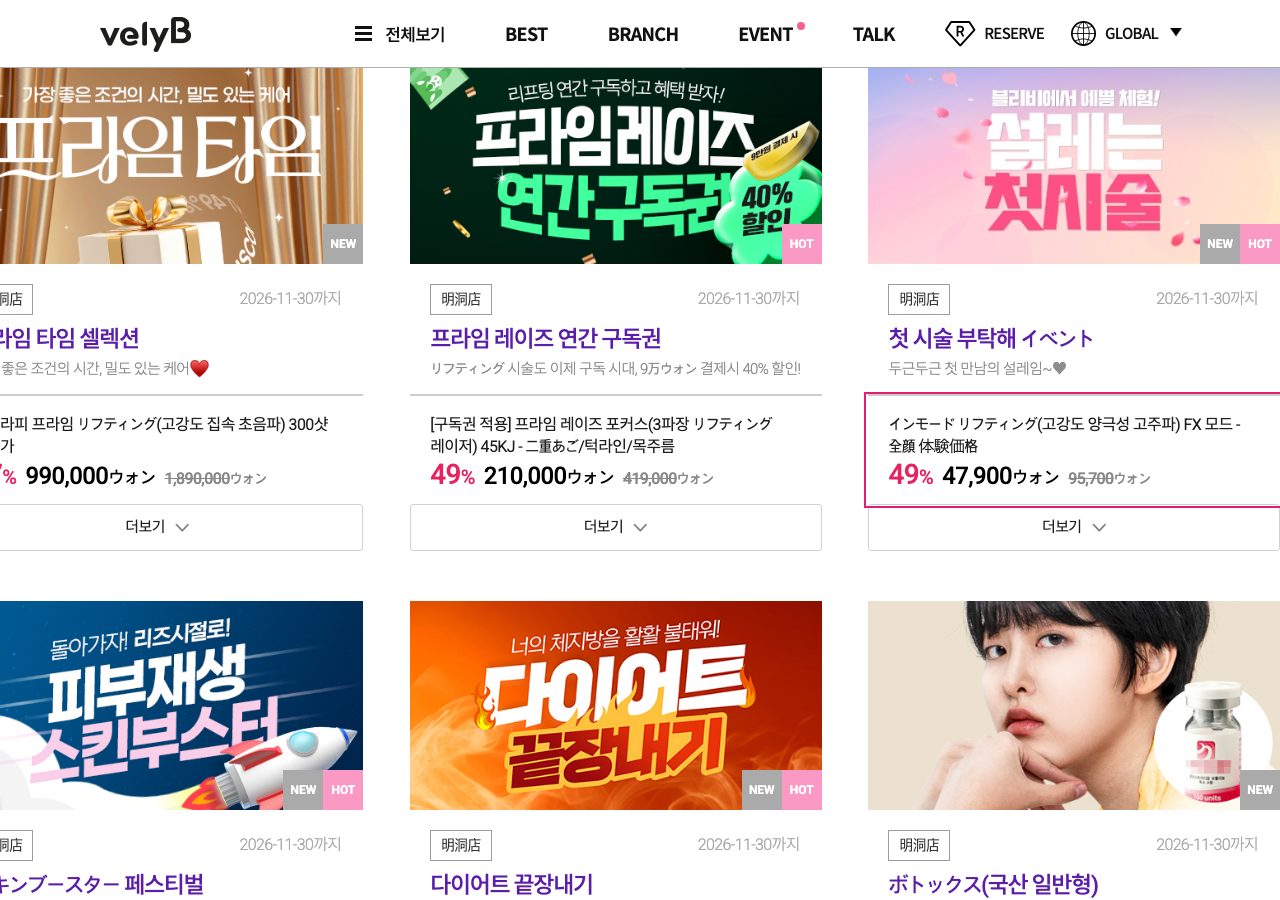 velyB
전체보기
BEST
BRANCH
EVENT
TALK
R
RESERVE
GLOBAL
가장 좋은 조건의 시간, 밀도 있는 케어
프라임 타임
NEW
洞店
2026-11-30까지
라임 타임 셀렉션
좋은 조건의 시간, 밀도 있는 케어❤️
라피 프라임 リフティング(고강도 집속 초음파) 300샷
가
% 990,000ウォン 1,890,000ウォン
더보기
리프팅 연간 구독하고 혜택 받자!
프라임 레이즈
연간 구독권
9만원 결제 시
40%
할인
HOT
明洞店
2026-11-30까지
프라임 레이즈 연간 구독권
リフティング 시술도 이제 구독 시대, 9万ウォン 결제시 40% 할인!
[구독권 적용] 프라임 레이즈 포커스(3파장 リフティング
레이저) 45KJ - 二重あご/턱라인/목주름
49% 210,000ウォン 419,000ウォン
더보기
블리비에서 예쁨 체험!
설레는
첫시술
NEW
HOT
明洞店
2026-11-30까지
첫 시술 부탁해 イベント
두근두근 첫 만남의 설레임~♥
インモード リフティング(고강도 양극성 고주파) FX 모드 -
全顔 体験価格
49% 47,900ウォン 95,700ウォン
더보기
돌아가자! 리즈시절로!
피부재생
스킨부스터
NEW
HOT
洞店
2026-11-30까지
キンブースター 페스티벌
너의 체지방을 활활 불태워!
다이어트
끝장내기
NEW
HOT
明洞店
2026-11-30까지
다이어트 끝장내기
100 units
NEW
明洞店
2026-11-30까지
ボトックス(국산 일반형)